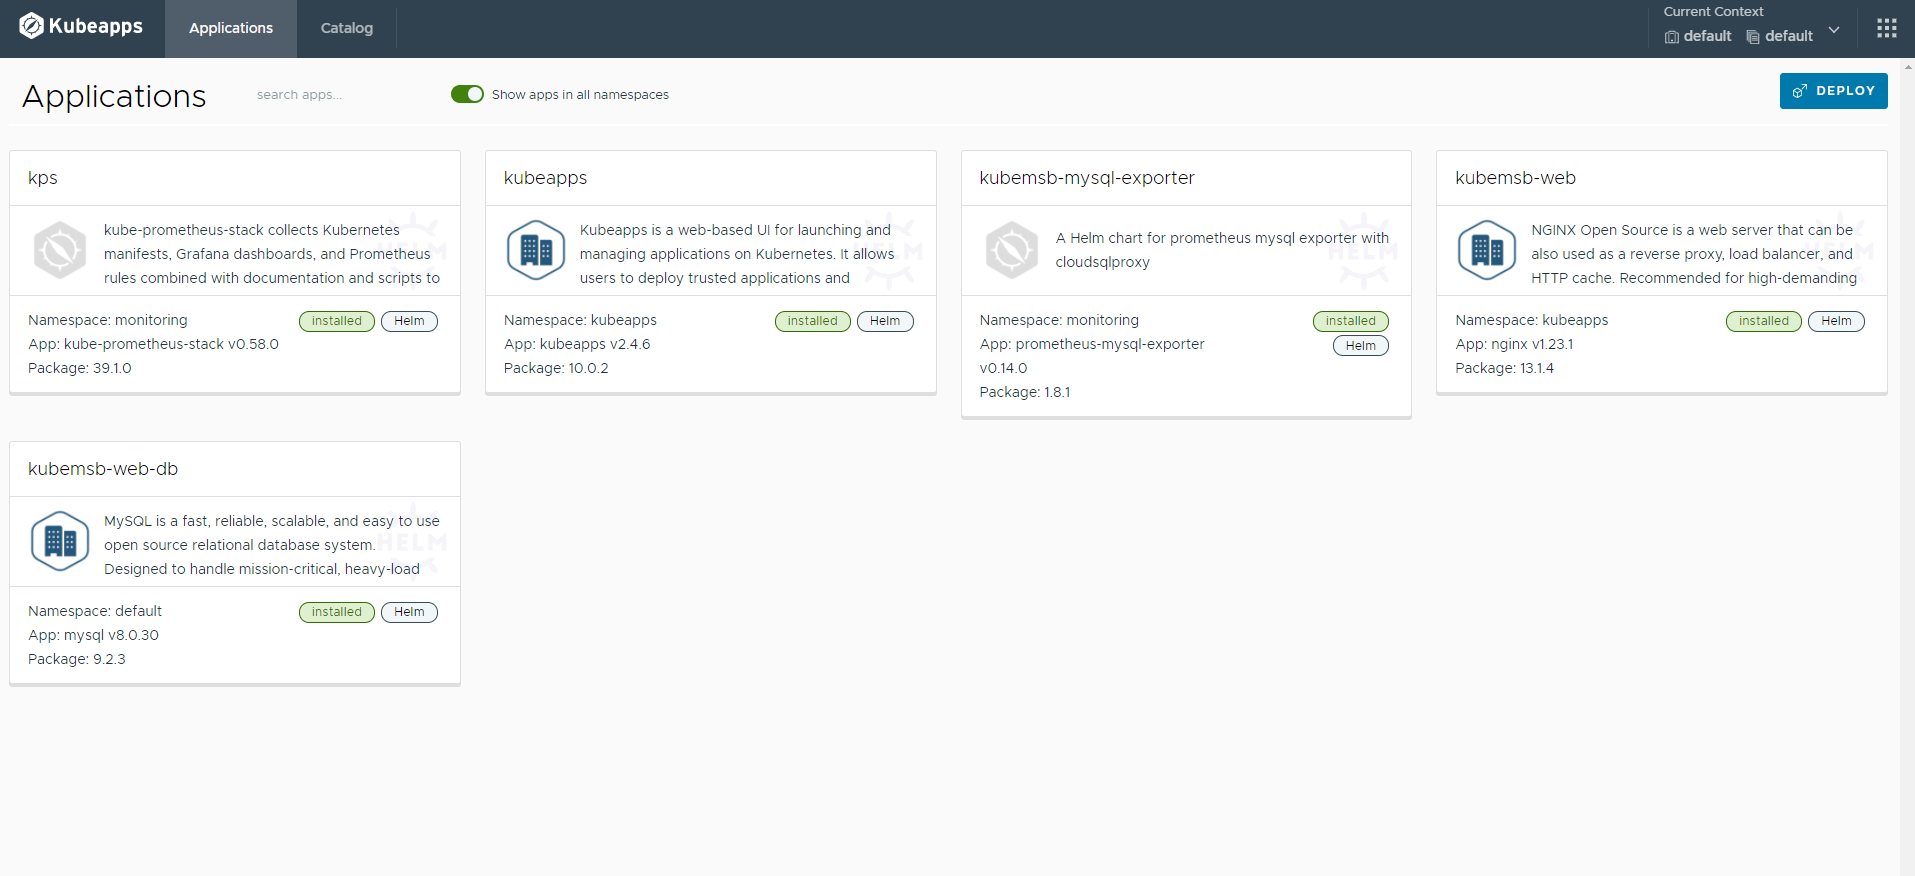 Kubeapps
Applications
Catalog
Current Context
default default
Applications
search apps...
Show apps in all namespaces
DEPLOY
kps
kube-prometheus-stack collects Kubernetes
manifests, Grafana dashboards, and Prometheus
rules combined with documentation and scripts to
HELM
Namespace: monitoring
installed
Helm
App: kube-prometheus-stack v0.58.0
Package: 39.1.0
kubeapps
Kubeapps is a web-based UI for launching and
managing applications on Kubernetes. It allows
users to deploy trusted applications and
HELM
Namespace: kubeapps
installed
Helm
App: kubeapps v2.4.6
Package: 10.0.2
kubemsb-mysql-exporter
A Helm chart for prometheus mysql exporter with
cloudsqlproxy
HELM
Namespace: monitoring
installed
App: prometheus-mysql-exporter
Helm
v0.14.0
Package: 1.8.1
kubemsb-web
NGINX Open Source is a web server that can be
also used as a reverse proxy, load balancer, and
HTTP cache. Recommended for high-demanding
HELM
Namespace: kubeapps
installed
Helm
App: nginx v1.23.1
Package: 13.1.4
kubemsb-web-db
MySQL is a fast, reliable, scalable, and easy to use
open source relational database system.
Designed to handle mission-critical, heavy-load
HELM
Namespace: default
installed
Helm
App: mysql v8.0.30
Package: 9.2.3